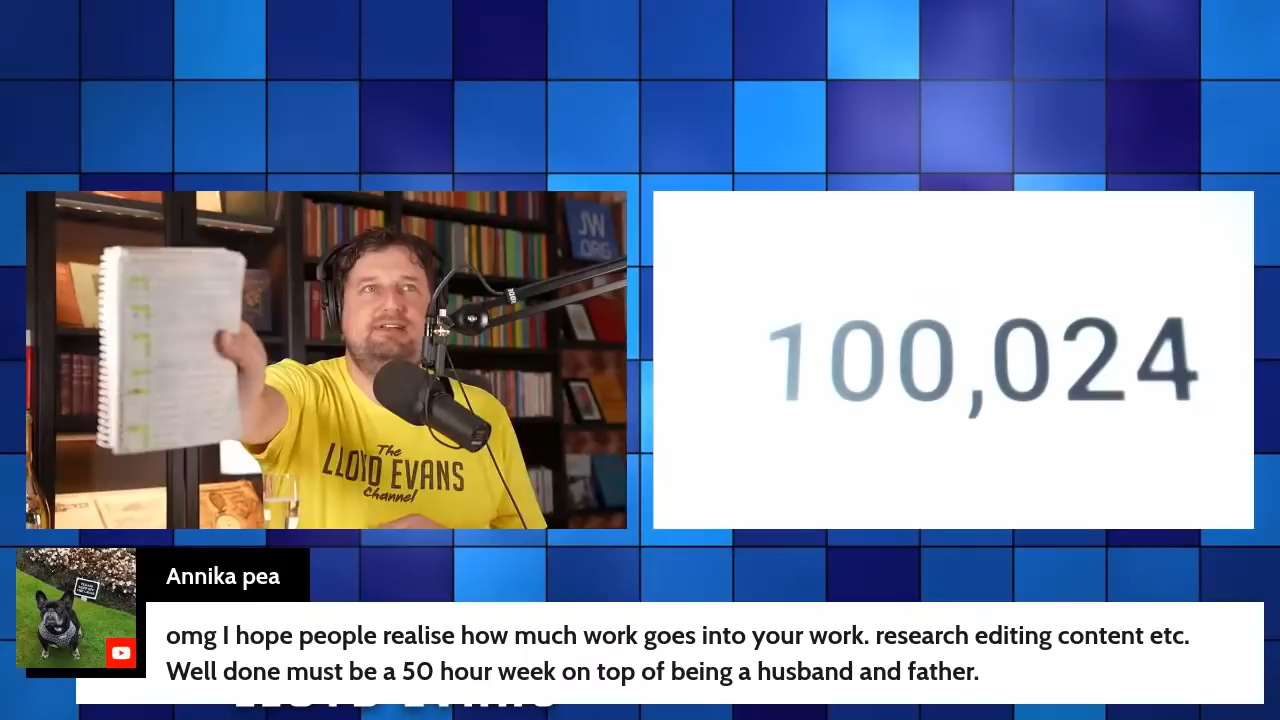 JW
.ORG
RODE
The
LLOYD EVANS
Channel
100,024
Annika pea
omg I hope people realise how much work goes into your work. research editing content etc.
Well done must be a 50 hour week on top of being a husband and father.